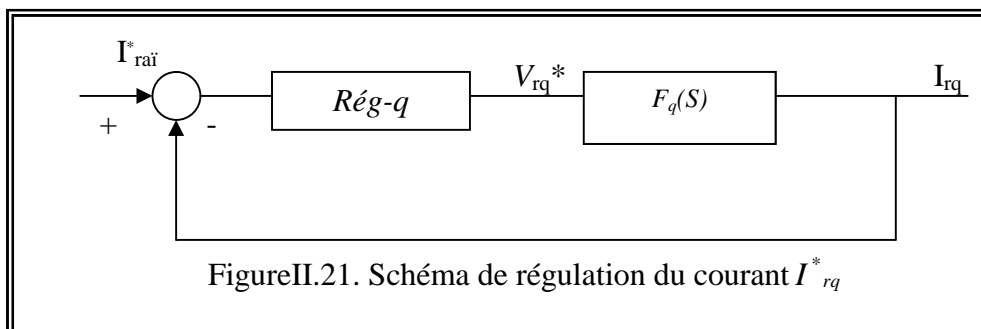 I*raï
+
-
Rég-q
Vrq*
Fq(S)
Irq
FigureII.21. Schéma de régulation du courant I*rq